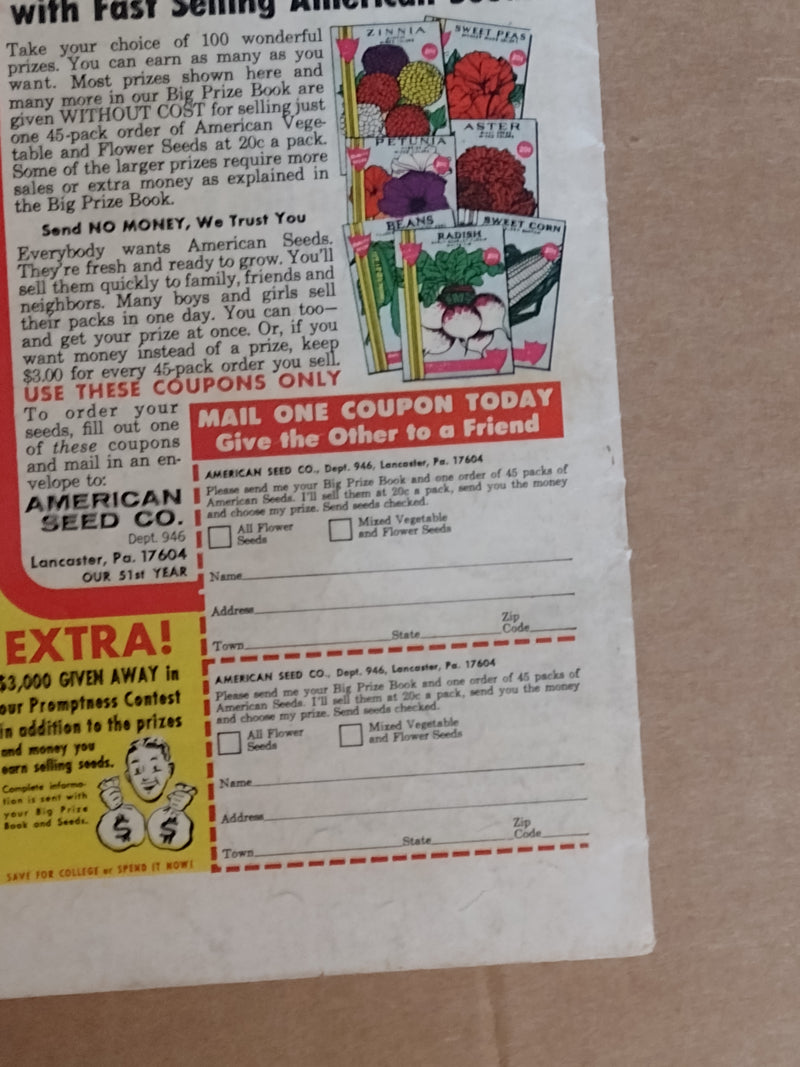 with Fast Selling American
Take your choice of 100 wonderful
prizes. You can earn as many as you
want. Most prizes shown here and
many more in our Big Prize Book are
given WITHOUT COST for selling just
one 45-pack order of American Vege-
table and Flower Seeds at 20c a pack.
Some of the larger prizes require more
sales or extra money as explained in
the Big Prize Book.
Send NO MONEY, We Trust You
Everybody wants American Seeds.
They're fresh and ready to grow. You'll
sell them quickly to family, friends and
neighbors. Many boys and girls sell
their packs in one day. You can too—
and get your prize at once. Or, if you
want money instead of a prize, keep
$3.00 for every 45-pack order you sell.
ZINNIA
SWEET PEAS
PETUNIA
ASTER
BEANS
RADISH
SWEET CORN
USE THESE COUPONS ONLY
To order your
seeds, fill out one
of these coupons
and mail in an en-
velope to:
AMERICAN
SEED CO.
Dept. 946
Lancaster, Pa. 17604
OUR 51st YEAR
MAIL ONE COUPON TODAY
Give the Other to a Friend
AMERICAN SEED CO., Dept. 946, Lancaster, Pa. 17604
Please send me your Big Prize Book and one order of 45 packs of
American Seeds. I'll sell them at 20c a pack, send you the money
and choose my prize. Send seeds checked.
All Flower
Seeds
Mixed Vegetable
and Flower Seeds
Name
Address
Town State Zip
Code
AMERICAN SEED CO., Dept. 946, Lancaster, Pa. 17604
Please send me your Big Prize Book and one order of 45 packs of
American Seeds. I'll sell them at 20c a pack, send you the money
and choose my prize. Send seeds checked.
All Flower
Seeds
Mixed Vegetable
and Flower Seeds
Name
Address
Town State Zip
Code
EXTRA!
$3,000 GIVEN AWAY in
our Promptness Contest
in addition to the prizes
and money you
earn selling seeds.
Complete informa-
tion is sent with
your Big Prize
Book and Seeds.
$ $
SAVE FOR COLLEGE or SPEND IT NOW!